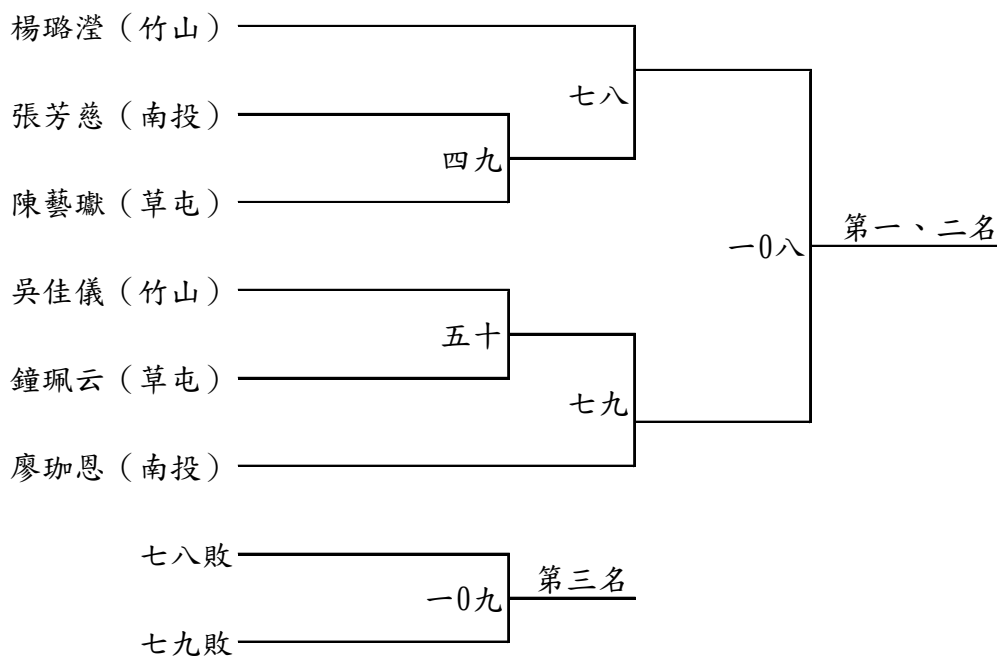 楊璐瀅（竹山）
七八
張芳慈（南投）
四九
陳藝瓛（草屯）
一0八
第一、二名
吳佳儀（竹山）
五十
鐘珮云（草屯）
七九
廖珈恩（南投）
七八敗
一0九
第三名
七九敗